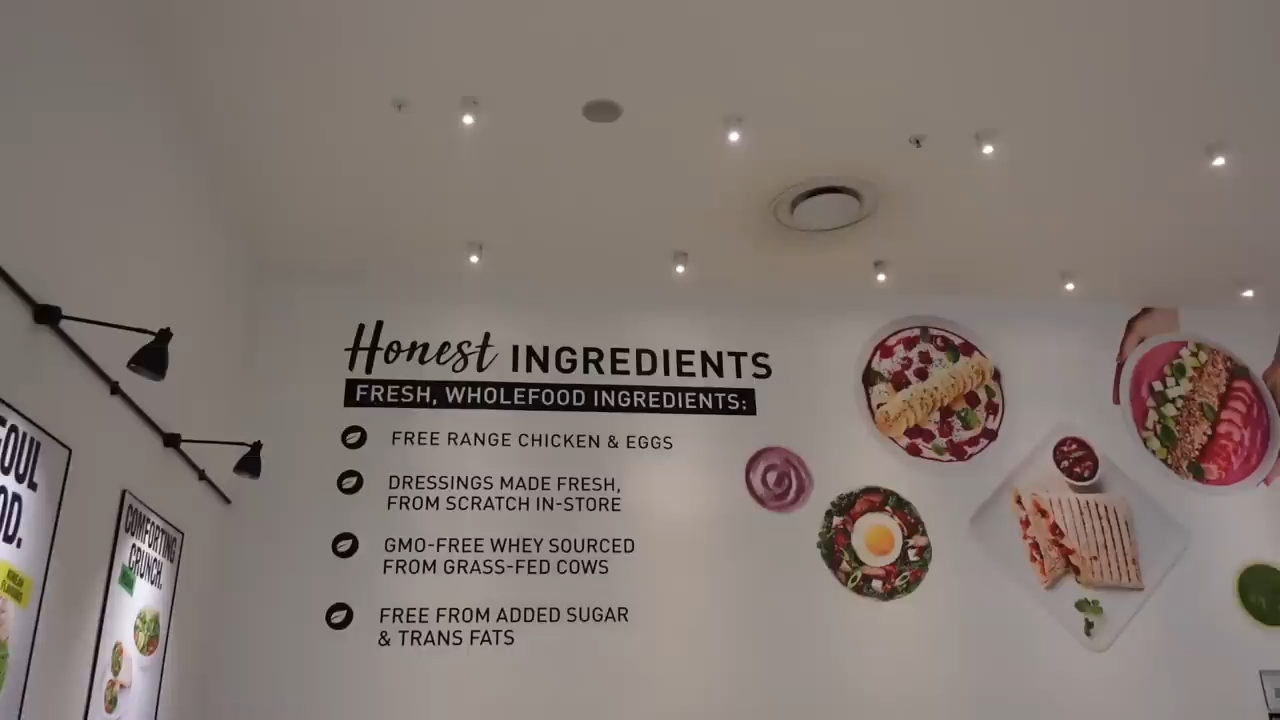 Honest INGREDIENTS
FRESH, WHOLEFOOD INGREDIENTS:
FREE RANGE CHICKEN & EGGS
DRESSINGS MADE FRESH,
FROM SCRATCH IN-STORE
GMO-FREE WHEY SOURCED
FROM GRASS-FED COWS
FREE FROM ADDED SUGAR
& TRANS FATS
COMFORTING
CRUNCH.